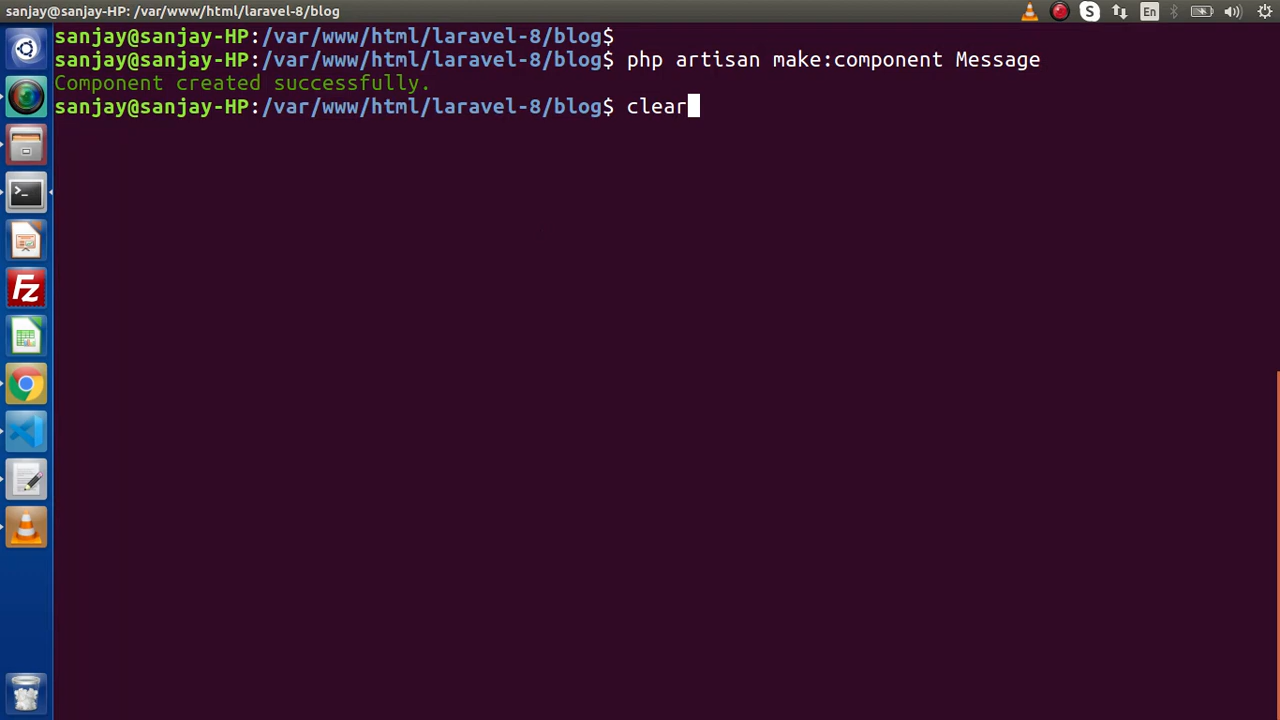 sanjay@sanjay-HP: /var/www/html/laravel-8/blog
S
En
sanjay@sanjay-HP:/var/www/html/laravel-8/blog$
sanjay@sanjay-HP:/var/www/html/laravel-8/blog$ php artisan make:component Message
Component created successfully.
sanjay@sanjay-HP:/var/www/html/laravel-8/blog$ clear
>_
Fz